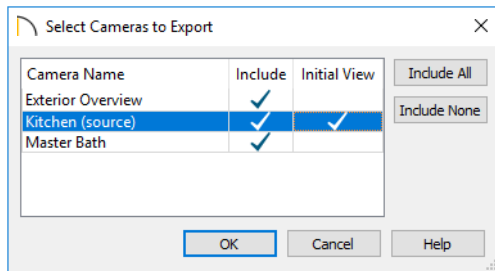 Select Cameras to Export
Camera Name Include Initial View
Exterior Overview
Kitchen (source)
Master Bath
Include All
Include None
OK Cancel Help